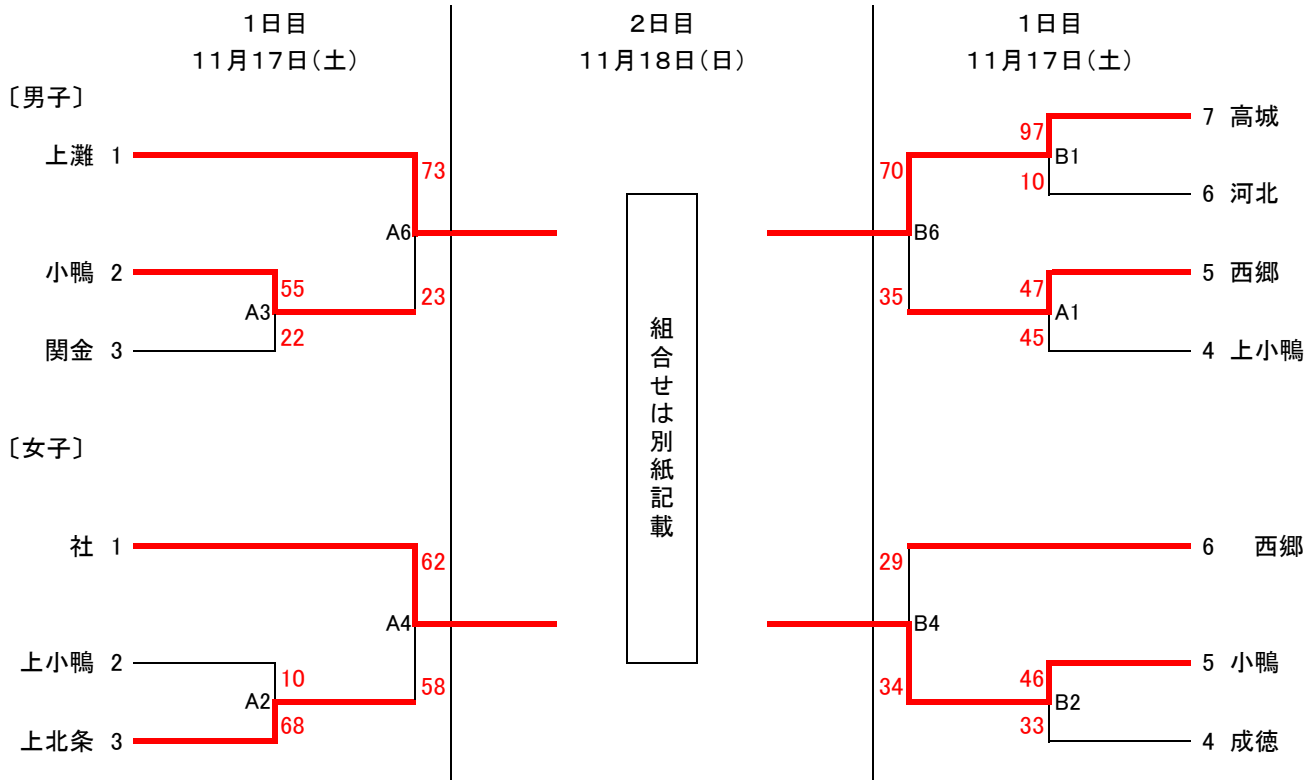 1日目
2日目
1日目
11月17日(土)
11月18日(日)
11月17日(土)
〔男子〕
上灘 1
73
A6
小鴨 2
55
A3
22
23
関金 3
組合せは別紙記載
7 高城
97
B1
10
6 河北
70
B6
35
5 西郷
47
A1
45
4 上小鴨
〔女子〕
社 1
62
A4
上小鴨 2
10
A2
68
58
上北条 3
6 西郷
29
B4
34
5 小鴨
46
B2
33
4 成徳